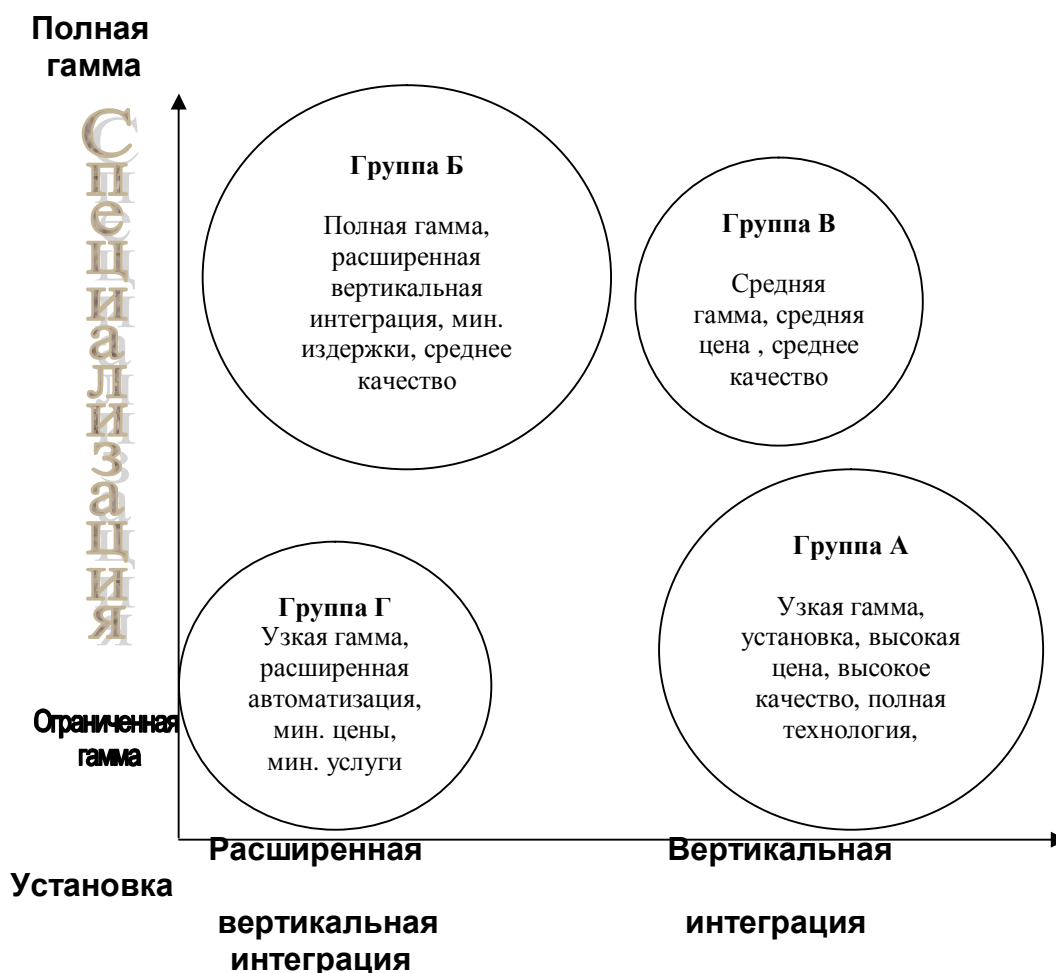 Полная
гамма
Специализация
Группа Б
Полная гамма,
расширенная
вертикальная
интеграция, мин.
издержки, среднее
качество
Группа В
Средняя
гамма, средняя
цена , среднее
качество
Группа Г
Узкая гамма,
расширенная
автоматизация,
мин. цены,
мин. услуги
Группа А
Узкая гамма,
установка, высокая
цена, высокое
качество, полная
технология,
Ограниченная
гамма
Расширенная
Вертикальная
Установка
вертикальная
интеграция
интеграция